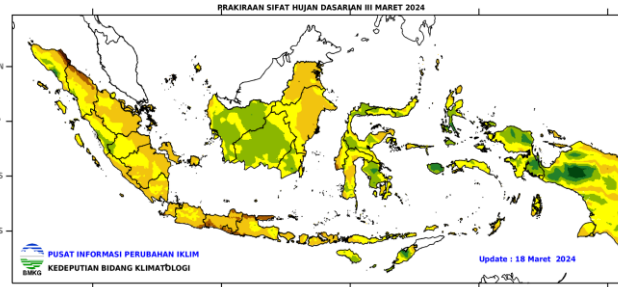 PRAKIRAAN SIFAT HUJAN DASARIAN III MARET 2024
N
S
S
PUSAT INFORMASI PERUBAHAN IKLIM
KEDEPUTIAN BIDANG KLIMATOLOGI
BMKG
Update : 18 Maret 2024